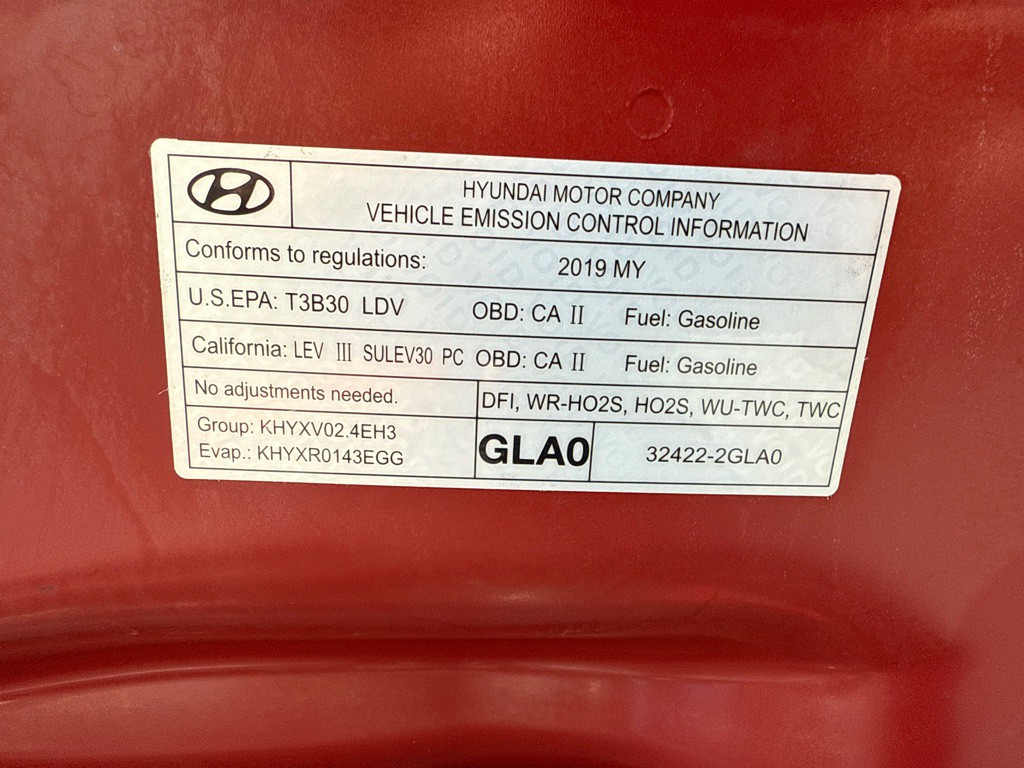 HYUNDAI MOTOR COMPANY
VEHICLE EMISSION CONTROL INFORMATION
Conforms to regulations: 2019 MY
U.S.EPA: T3B30 LDV OBD: CA II Fuel: Gasoline
California: LEV III SULEV30 PC OBD: CA II Fuel: Gasoline
No adjustments needed. DFI, WR-HO2S, HO2S, WU-TWC, TWC
Group: KHYXV02.4EH3
Evap.: KHYXR0143EGG
GLA0 32422-2GLA0